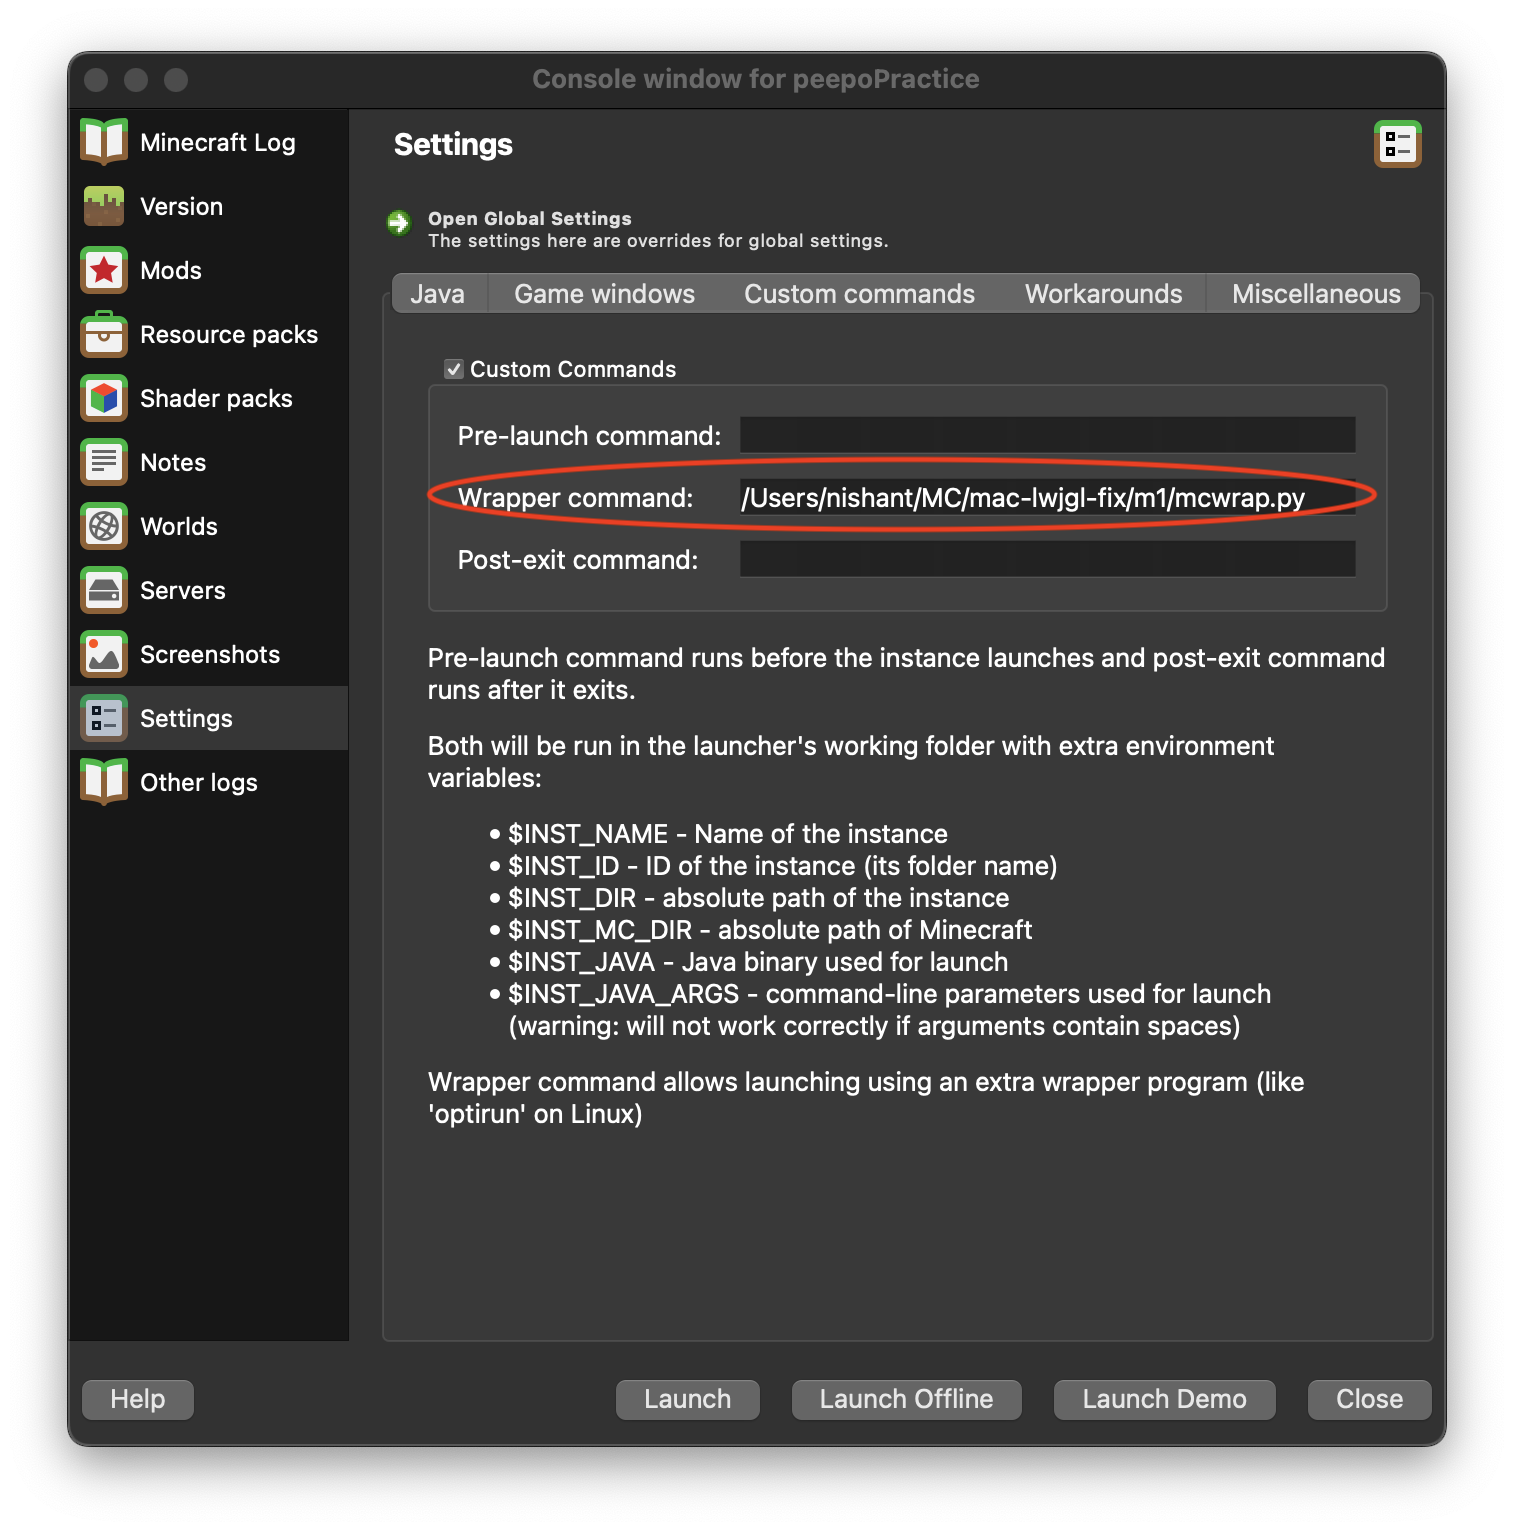 Console window for peepoPractice
Minecraft Log
Version
Mods
Resource packs
Shader packs
Notes
Worlds
Servers
Screenshots
Settings
Other logs
Settings
Open Global Settings
The settings here are overrides for global settings.
Java Game windows Custom commands Workarounds Miscellaneous
Custom Commands
Pre-launch command:
Wrapper command: /Users/nishant/MC/mac-lwjgl-fix/m1/mcwrap.py
Post-exit command:
Pre-launch command runs before the instance launches and post-exit command
runs after it exits.
Both will be run in the launcher's working folder with extra environment
variables:
• $INST_NAME - Name of the instance
• $INST_ID - ID of the instance (its folder name)
• $INST_DIR - absolute path of the instance
• $INST_MC_DIR - absolute path of Minecraft
• $INST_JAVA - Java binary used for launch
• $INST_JAVA_ARGS - command-line parameters used for launch
(warning: will not work correctly if arguments contain spaces)
Wrapper command allows launching using an extra wrapper program (like
'optirun' on Linux)
Help Launch Launch Offline Launch Demo Close